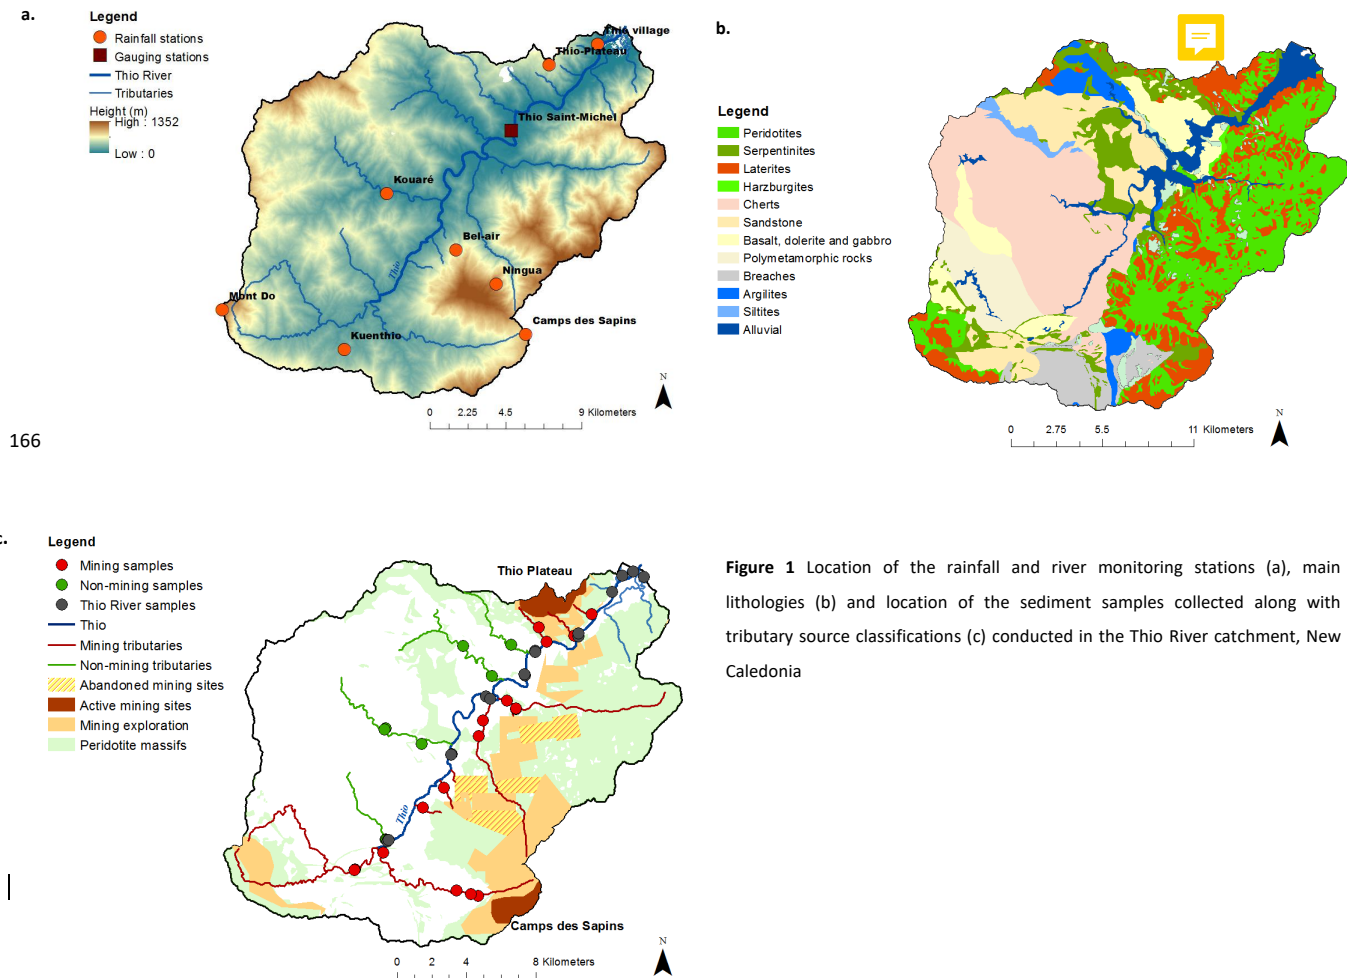 a.
Legend
Rainfall stations
Gauging stations
Thio River
Tributaries
Height (m)
High : 1352
Low : 0
Thio village
Thio-Plateau
Thio Saint-Michel
Kouaré
Bel-air
Ningua
Mont Do
Thio
Camps des Sapins
Kuenthio
N
0 2.25 4.5 9 Kilometers
b.
Legend
Peridotites
Serpentinites
Laterites
Harzburgites
Cherts
Sandstone
Basalt, dolerite and gabbro
Polymetamorphic rocks
Breaches
Argilites
Siltites
Alluvial
N
0 2.75 5.5 11 Kilometers
166
c.
Legend
Mining samples
Non-mining samples
Thio River samples
Thio
Mining tributaries
Non-mining tributaries
Abandoned mining sites
Active mining sites
Mining exploration
Peridotite massifs
Thio Plateau
Thio
Camps des Sapins
N
0 2 4 8 Kilometers
Figure 1 Location of the rainfall and river monitoring stations (a), main
lithologies (b) and location of the sediment samples collected along with
tributary source classifications (c) conducted in the Thio River catchment, New
Caledonia